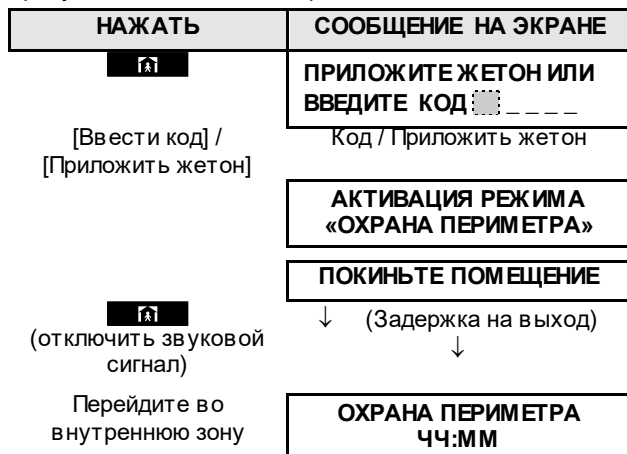 НАЖАТЬ СООБЩЕНИЕ НА ЭКРАНЕ
ПРИЛОЖИТЕ ЖЕТОН ИЛИ
ВВЕДИТЕ КОД _ _ _ _
[Ввести код] / Код / Приложить жетон
[Приложить жетон]
АКТИВАЦИЯ РЕЖИМА
«ОХРАНА ПЕРИМЕТРА»
ПОКИНЬТЕ ПОМЕЩЕНИЕ
(отключить звуковой
сигнал)
↓ (Задержка на выход)
↓
Перейдите во
внутреннюю зону
ОХРАНА ПЕРИМЕТРА
ЧЧ:ММ